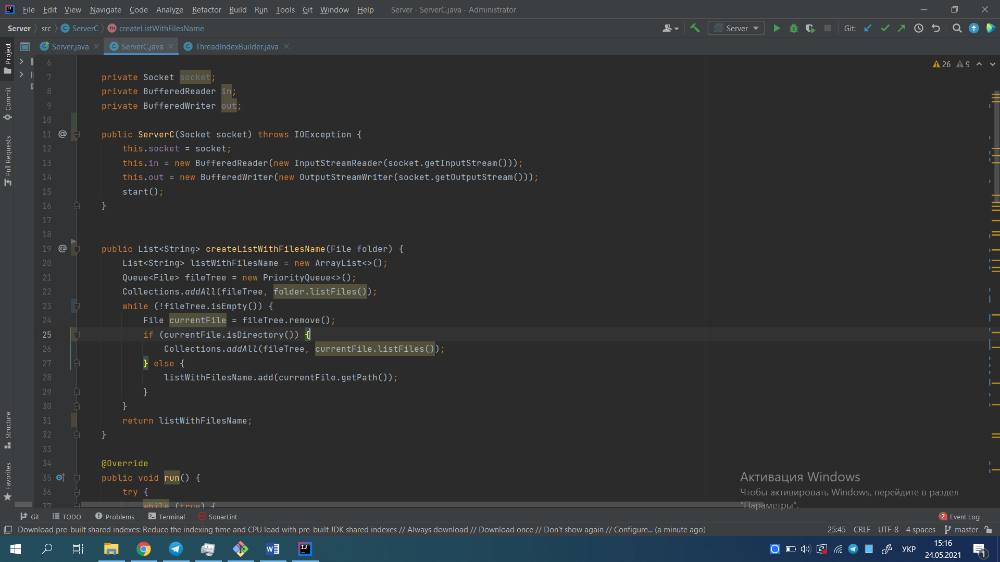 File Edit View Navigate Code Analyze Refactor Build Run Tools Git Window Help Server - ServerC.java - Administrator
Server src ServerC createListWithFilesName Server Git:
Server.java ServerC.java ThreadIndexBuilder.java
Project
Commit
Pull Requests
Structure
Favorites
26 9
6
7 private Socket socket;
8 private BufferedReader in;
9 private BufferedWriter out;
10
11 @ public ServerC(Socket socket) throws IOException {
12 this.socket = socket;
13 this.in = new BufferedReader(new InputStreamReader(socket.getInputStream()));
14 this.out = new BufferedWriter(new OutputStreamWriter(socket.getOutputStream()));
15 start();
16 }
17
18
19 @ public List<String> createListWithFilesName(File folder) {
20 List<String> listWithFilesName = new ArrayList<>();
21 Queue<File> fileTree = new PriorityQueue<>();
22 Collections.addAll(fileTree, folder.listFiles());
23 while (!fileTree.isEmpty()) {
24 File currentFile = fileTree.remove();
25 if (currentFile.isDirectory()) {
26 Collections.addAll(fileTree, currentFile.listFiles());
27 } else {
28 listWithFilesName.add(currentFile.getPath());
29 }
30 }
31 return listWithFilesName;
32 }
33
34 @Override
35 public void run() {
36 try {
37 while (true) {
Активация Windows
Чтобы активировать Windows, перейдите в раздел
"Параметры".
Git TODO Problems Terminal SonarLint 2 Event Log
Download pre-built shared indexes: Reduce the indexing time and CPU load with pre-built JDK shared indexes // Always download // Download once // Don't show again // Configure... (a minute ago) 25:45 CRLF UTF-8 4 spaces master
УКР 15:16
24.05.2021 1